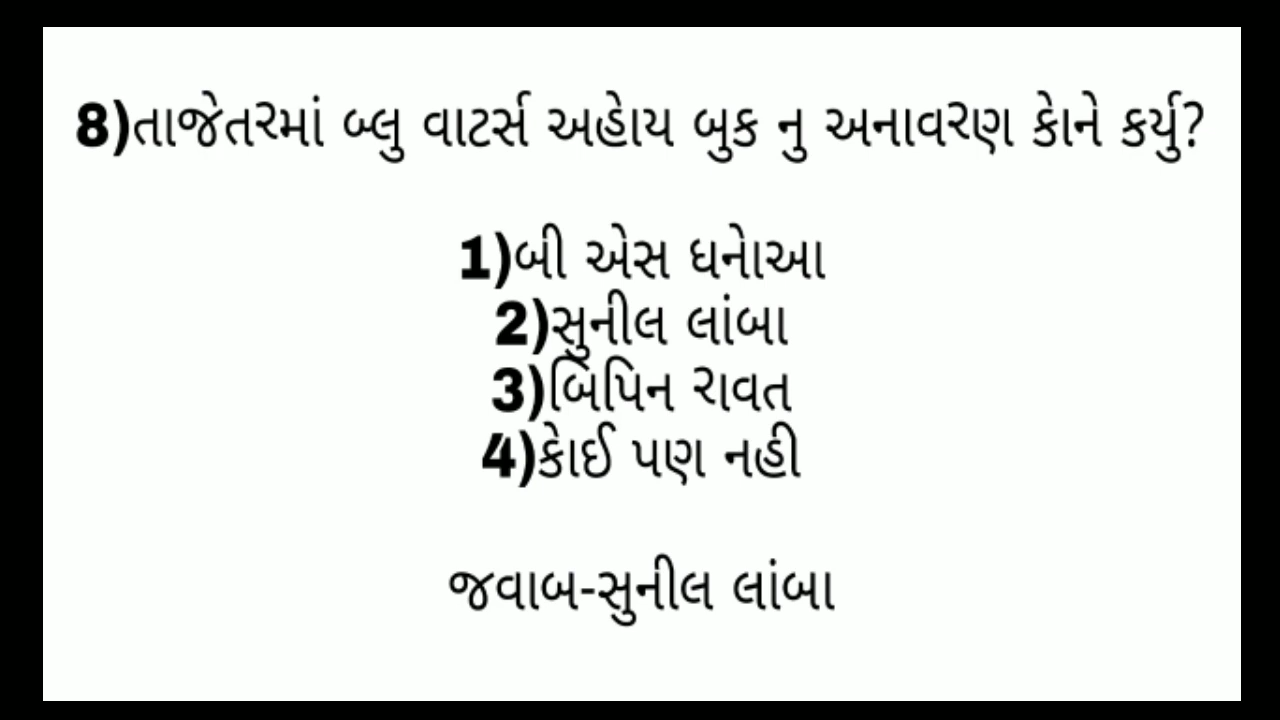 8)તાજેતરમાં બ્લુ વાટર્સ અહોય બુક નુ અનાવરણ કોને કર્યુ?
1)બી એસ ધનોઆ
2)સુનીલ લાંબા
3)બિપિન રાવત
4)કોઈ પણ નહી
જવાબ-સુનીલ લાંબા